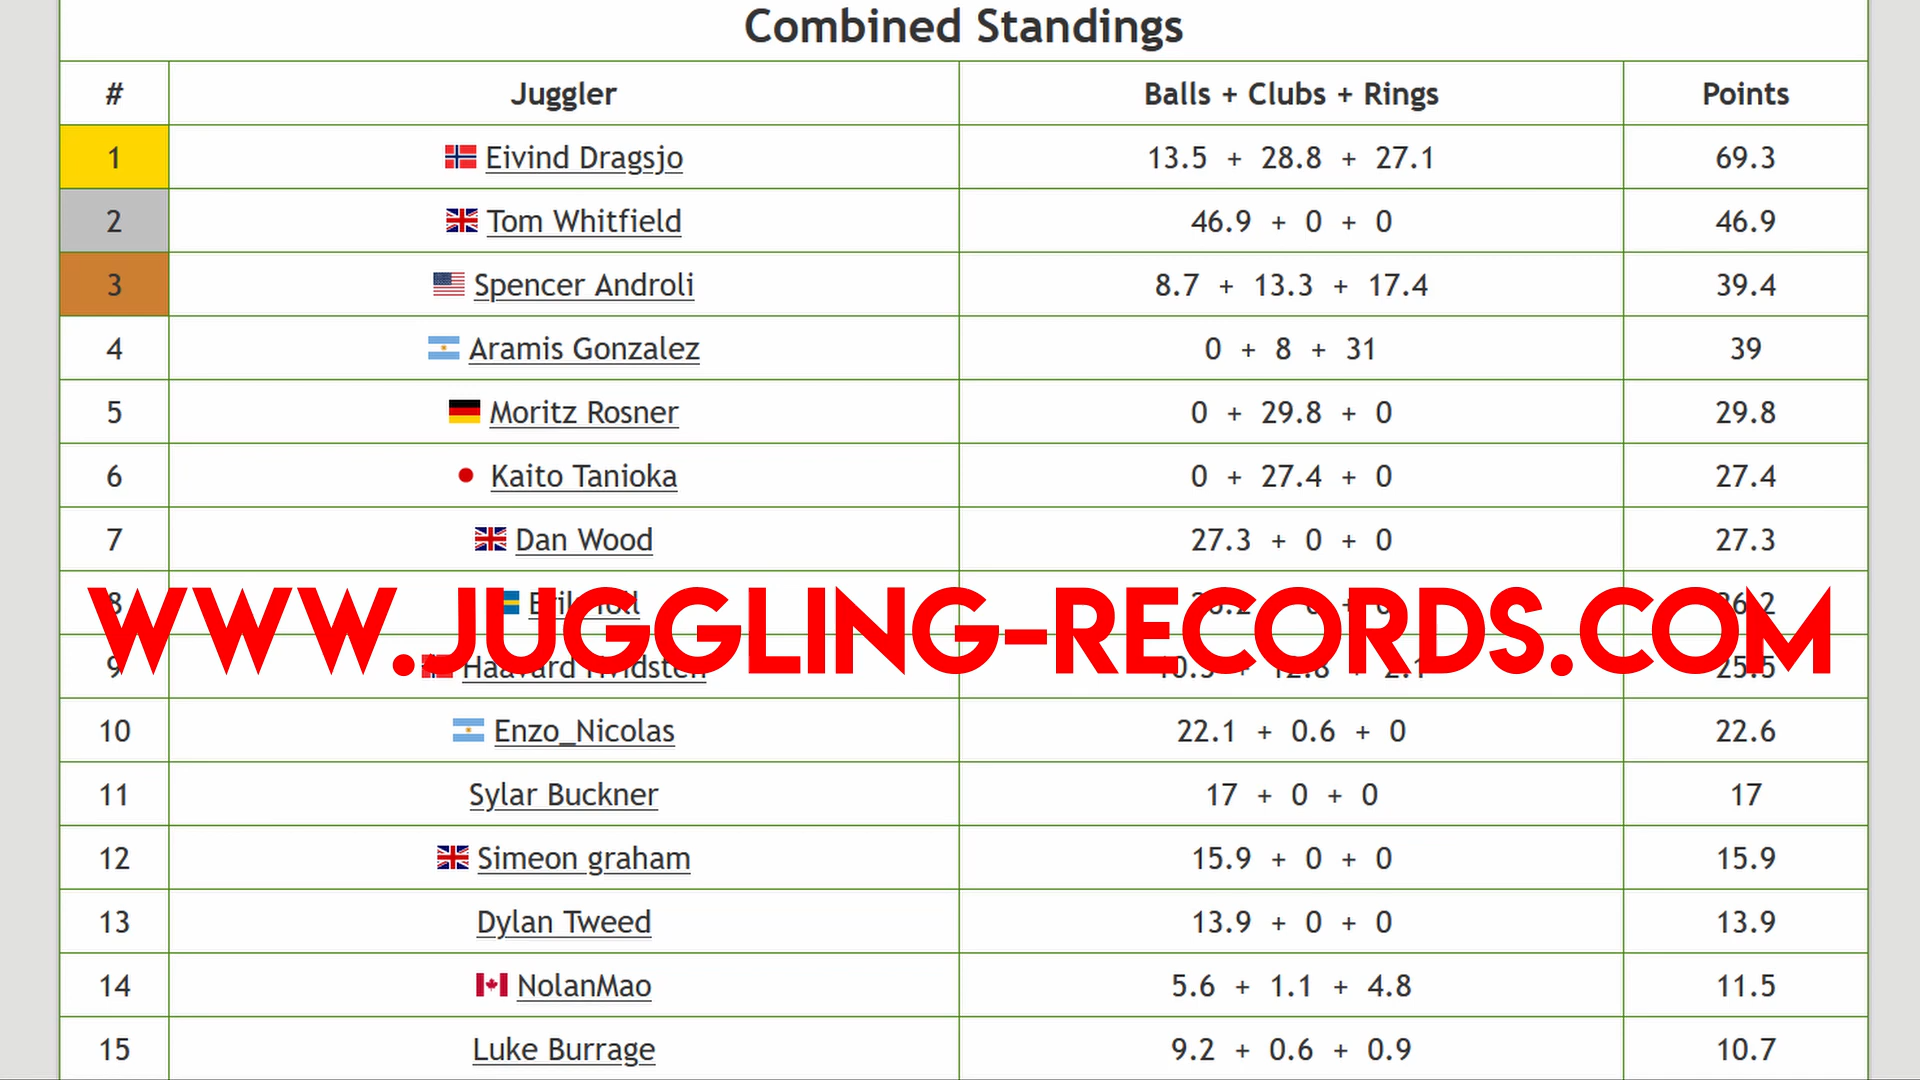 Combined Standings
# Juggler Balls + Clubs + Rings Points
1 Eivind Dragsjo 13.5 + 28.8 + 27.1 69.3
2 Tom Whitfield 46.9 + 0 + 0 46.9
3 Spencer Androli 8.7 + 13.3 + 17.4 39.4
4 Aramis Gonzalez 0 + 8 + 31 39
5 Moritz Rosner 0 + 29.8 + 0 29.8
6 Kaito Tanioka 0 + 27.4 + 0 27.4
7 Dan Wood 27.3 + 0 + 0 27.3
8
WWW.JUGGLING-RECORDS.COM
9 Haavard 25.5
10 Enzo_Nicolas 22.1 + 0.6 + 0 22.6
11 Sylar Buckner 17 + 0 + 0 17
12 Simeon graham 15.9 + 0 + 0 15.9
13 Dylan Tweed 13.9 + 0 + 0 13.9
14 NolanMao 5.6 + 1.1 + 4.8 11.5
15 Luke Burrage 9.2 + 0.6 + 0.9 10.7